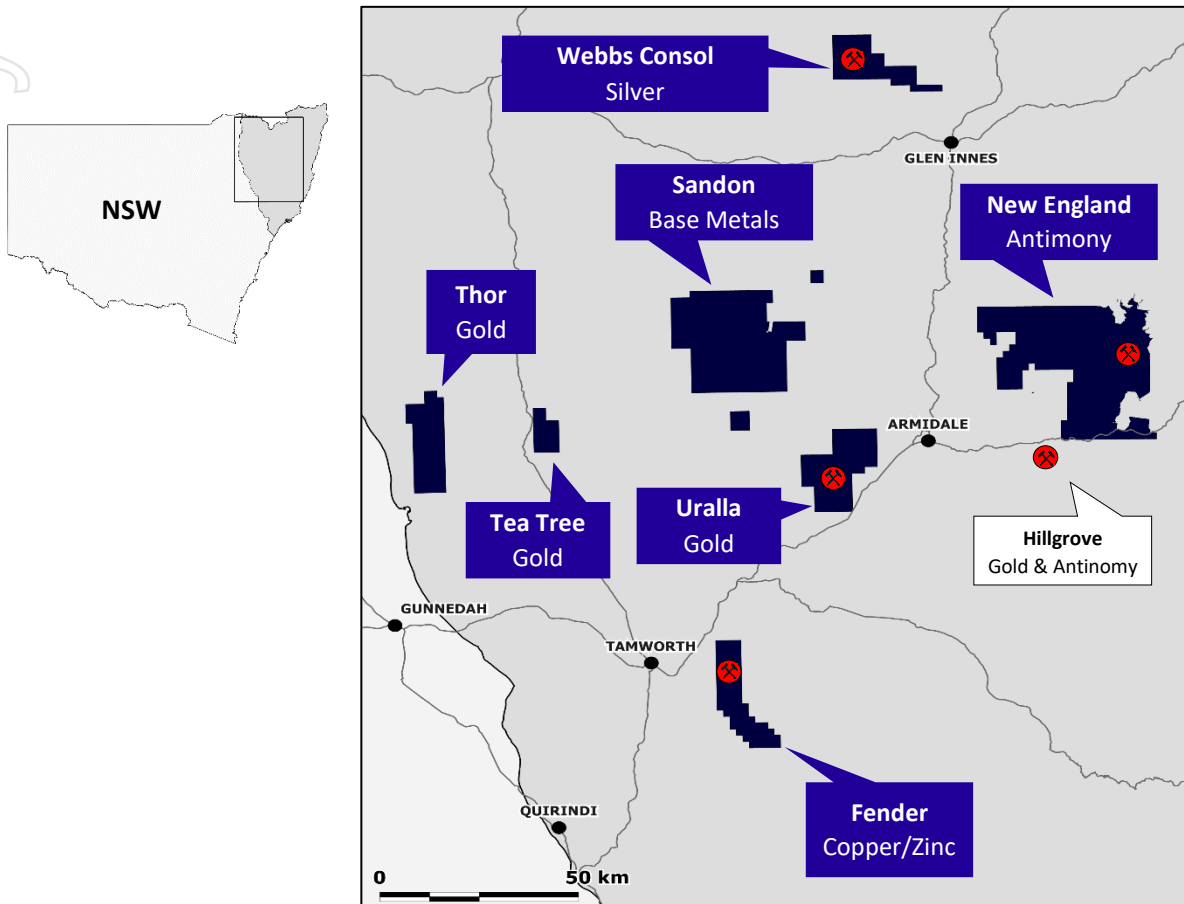 Webbs Consol
Silver
GLEN INNES
NSW
Sandon
Base Metals
New England
Antimony
Thor
Gold
ARMIDALE
Tea Tree
Gold
Uralla
Gold
Hillgrove
Gold & Antinomy
GUNNEDAH
TAMWORTH
QUIRINDI
Fender
Copper/Zinc
0 50 km